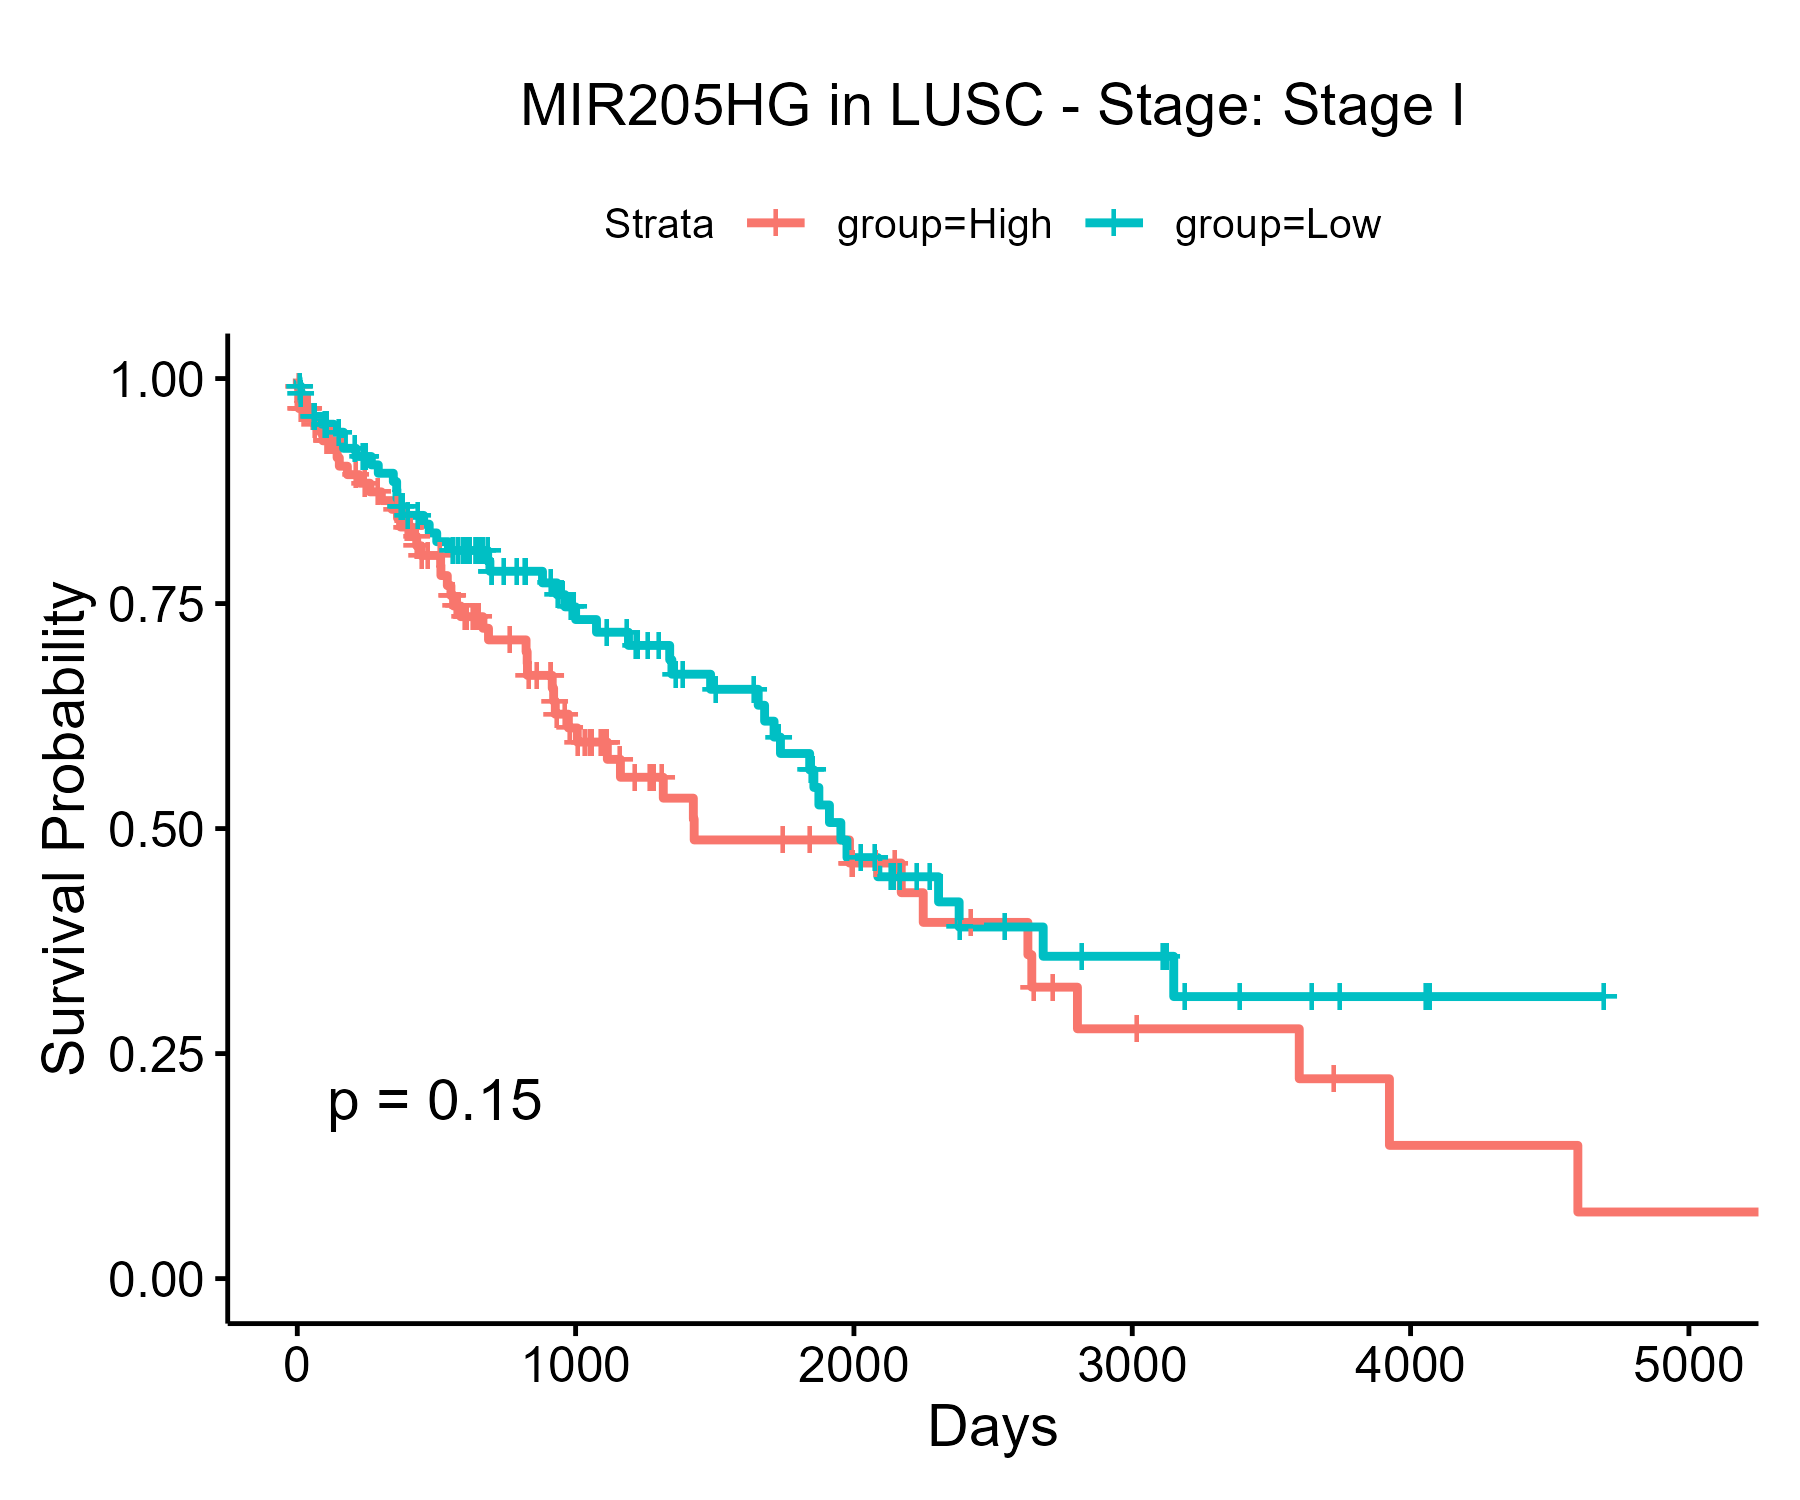 MIR205HG in LUSC - Stage: Stage I
Strata group=High group=Low
Survival Probability
1.00
0.75
0.50
0.25
0.00
p = 0.15
0 1000 2000 3000 4000 5000
Days